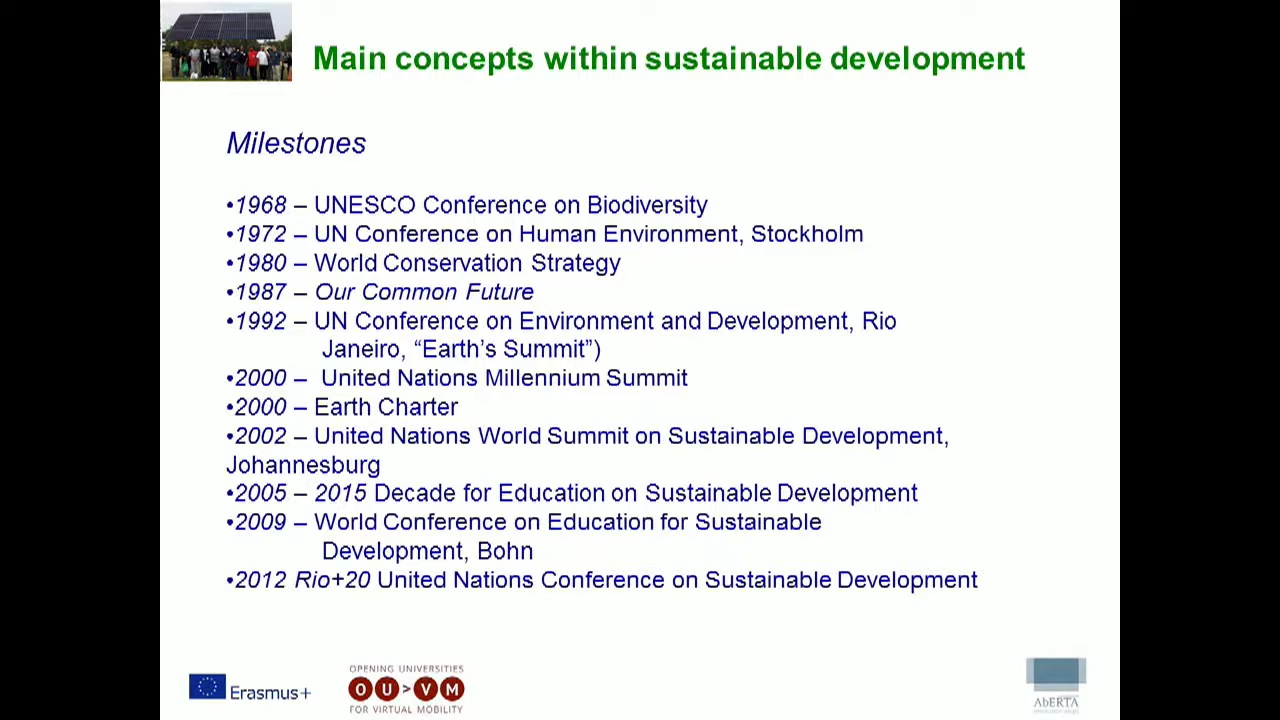 Main concepts within sustainable development
Milestones
•1968 – UNESCO Conference on Biodiversity
•1972 – UN Conference on Human Environment, Stockholm
•1980 – World Conservation Strategy
•1987 – Our Common Future
•1992 – UN Conference on Environment and Development, Rio
Janeiro, “Earth’s Summit”)
•2000 – United Nations Millennium Summit
•2000 – Earth Charter
•2002 – United Nations World Summit on Sustainable Development,
Johannesburg
•2005 – 2015 Decade for Education on Sustainable Development
•2009 – World Conference on Education for Sustainable
Development, Bohn
•2012 Rio+20 United Nations Conference on Sustainable Development
Erasmus+
OPENING UNIVERSITIES
OU>VM
FOR VIRTUAL MOBILITY
AbERTA